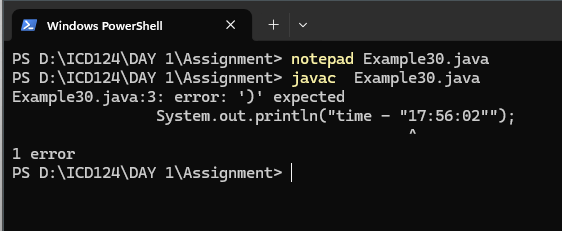 Windows PowerShell
PS D:\ICD124\DAY 1\Assignment> notepad Example30.java
PS D:\ICD124\DAY 1\Assignment> javac  Example30.java
Example30.java:3: error: ')' expected
                System.out.println("time - "17:56:02"");
                                            ^
1 error
PS D:\ICD124\DAY 1\Assignment>